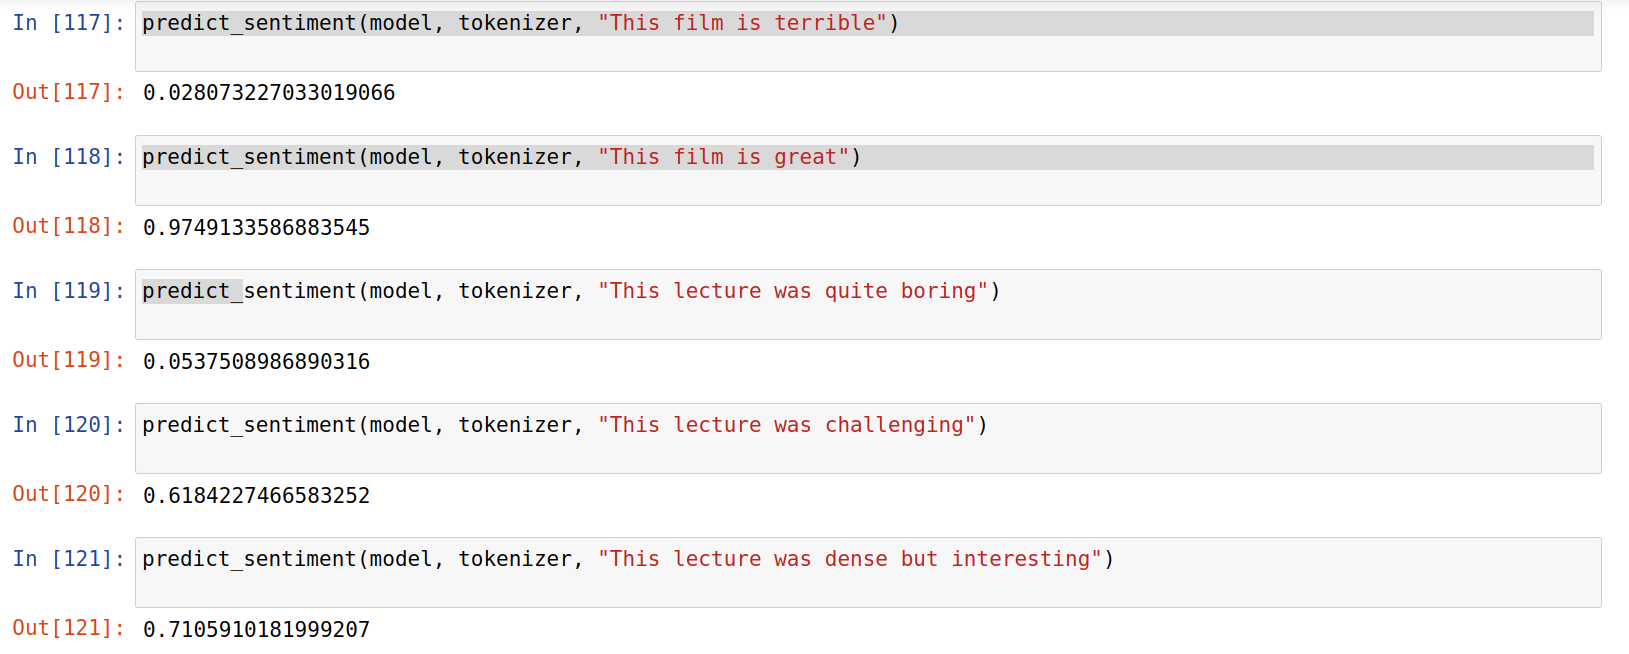 In [117]: predict_sentiment(model, tokenizer, "This film is terrible")
Out[117]: 0.028073227033019066
In [118]: predict_sentiment(model, tokenizer, "This film is great")
Out[118]: 0.9749133586883545
In [119]: predict_sentiment(model, tokenizer, "This lecture was quite boring")
Out[119]: 0.0537508986890316
In [120]: predict_sentiment(model, tokenizer, "This lecture was challenging")
Out[120]: 0.6184227466583252
In [121]: predict_sentiment(model, tokenizer, "This lecture was dense but interesting")
Out[121]: 0.7105910181999207